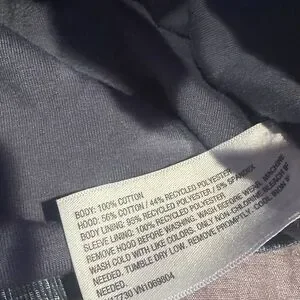 BODY: 100% COTTON
HOOD: 56% COTTON / 44% RECYCLED POLYESTER
BODY LINING: 95% RECYCLED POLYESTER / 5% SPANDEX
SLEEVE LINING: 100% RECYCLED POLYESTER
REMOVE HOOD BEFORE WASHING. WASH BEFORE WEAR. MACHINE
WASH COLD WITH LIKE COLORS. ONLY NON-CHLORINE BLEACH IF
NEEDED. TUMBLE DRY LOW. REMOVE PROMPTLY. COOL IRON IF
NEEDED.